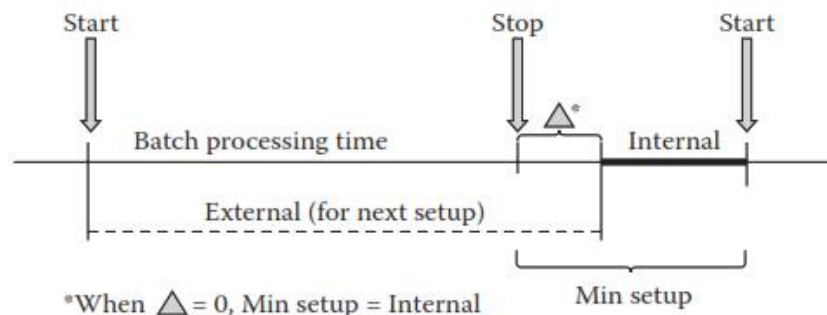 Start Stop Start
△*
Batch processing time Internal
External (for next setup)
*When △ = 0, Min setup = Internal
Min setup